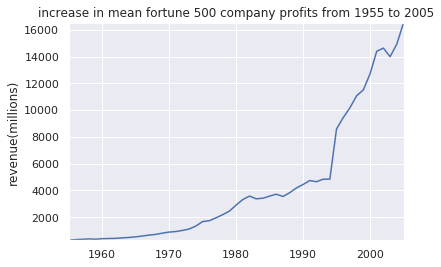 increase in mean fortune 500 company profits from 1955 to 2005
revenue(millions)
16000
14000
12000
10000
8000
6000
4000
2000
1960 1970 1980 1990 2000